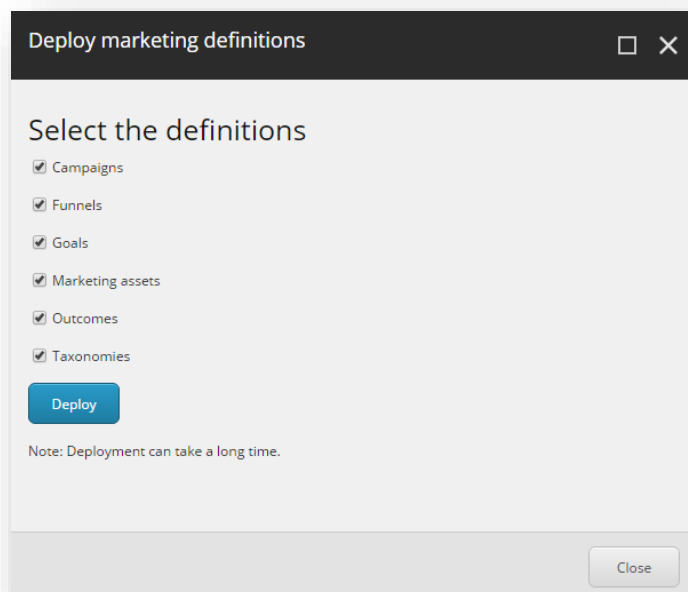 Deploy marketing definitions
Select the definitions
Campaigns
Funnels
Goals
Marketing assets
Outcomes
Taxonomies
Deploy
Note: Deployment can take a long time.
Close